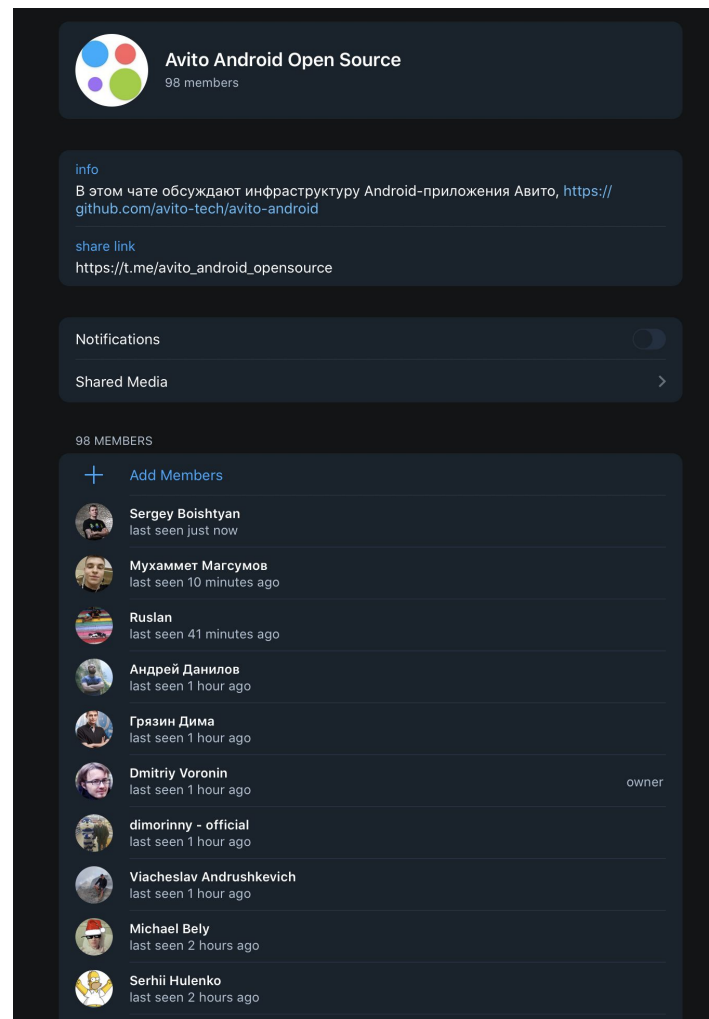 Avito Android Open Source
98 members
info
В этом чате обсуждают инфраструктуру Android-приложения Авито, https://
github.com/avito-tech/avito-android
share link
https://t.me/avito_android_opensource
Notifications
Shared Media
98 MEMBERS
Add Members
Sergey Boishtyan
last seen just now
Мухаммет Магсумов
last seen 10 minutes ago
Ruslan
last seen 41 minutes ago
Андрей Данилов
last seen 1 hour ago
Грязин Дима
last seen 1 hour ago
Dmitriy Voronin
last seen 1 hour ago
owner
dimorinny - official
last seen 1 hour ago
Viacheslav Andrushkevich
last seen 1 hour ago
Michael Bely
last seen 2 hours ago
Serhii Hulenko
last seen 2 hours ago